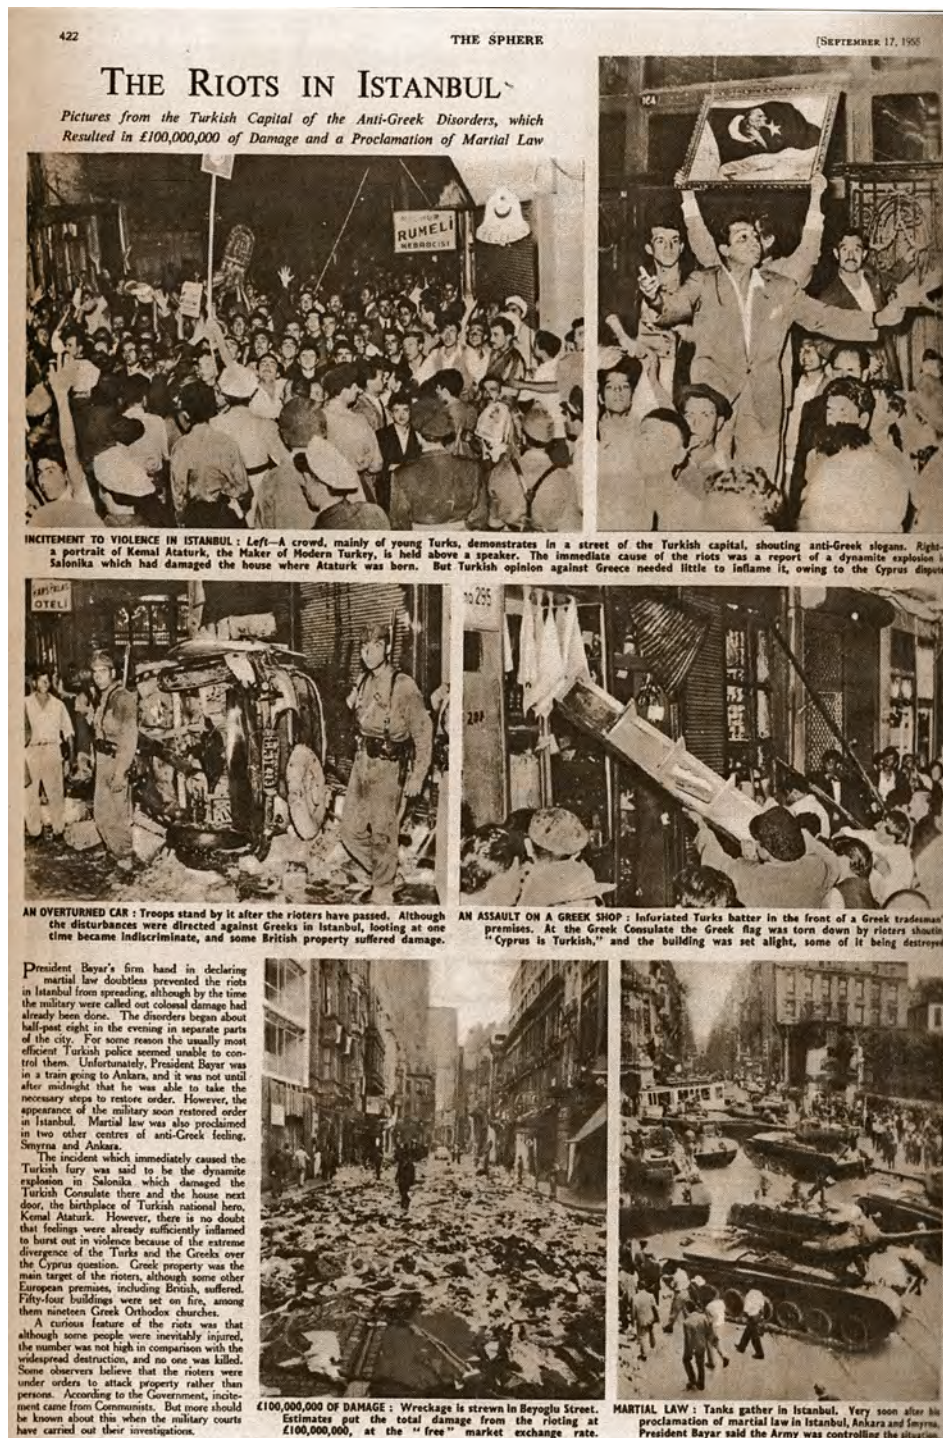 422
THE SPHERE
[SEPTEMBER 17, 1955
THE RIOTS IN ISTANBUL
Pictures from the Turkish Capital of the Anti-Greek Disorders, which
Resulted in £100,000,000 of Damage and a Proclamation of Martial Law
164
RUMELİ
INCITEMENT TO VIOLENCE IN ISTANBUL : Left—A crowd, mainly of young Turks, demonstrates in a street of the Turkish capital, shouting anti-Greek slogans. Right—
a portrait of Kemal Ataturk, the Maker of Modern Turkey, is held above a speaker. The immediate cause of the riots was a report of a dynamite explosion i
Salonika which had damaged the house where Ataturk was born. But Turkish opinion against Greece needed little to inflame it, owing to the Cyprus dispute
OTELİ
no.295
AN OVERTURNED CAR : Troops stand by it after the rioters have passed. Although
the disturbances were directed against Greeks in Istanbul, looting at one
time became indiscriminate, and some British property suffered damage.
AN ASSAULT ON A GREEK SHOP : Infuriated Turks batter in the front of a Greek tradesman'
premises. At the Greek Consulate the Greek flag was torn down by rioters shoutin
"Cyprus is Turkish," and the building was set alight, some of it being destroyed
President Bayar's firm hand in declaring
martial law doubtless prevented the riots
in Istanbul from spreading, although by the time
the military were called out colossal damage had
already been done. The disorders began about
half-past eight in the evening in separate parts
of the city. For some reason the usually most
efficient Turkish police seemed unable to con-
trol them. Unfortunately, President Bayar was
in a train going to Ankara, and it was not until
after midnight that he was able to take the
necessary steps to restore order. However, the
appearance of the military soon restored order
in Istanbul. Martial law was also proclaimed
in two other centres of anti-Greek feeling,
Smyrna and Ankara.
The incident which immediately caused the
Turkish fury was said to be the dynamite
explosion in Salonika which damaged the
Turkish Consulate there and the house next
door, the birthplace of Turkish national hero,
Kemal Ataturk. However, there is no doubt
that feelings were already sufficiently inflamed
to burst out in violence because of the extreme
divergence of the Turks and the Greeks over
the Cyprus question. Greek property was the
main target of the rioters, although some other
European premises, including British, suffered.
Fifty-four buildings were set on fire, among
them nineteen Greek Orthodox churches.
A curious feature of the riots was that
although some people were inevitably injured,
the number was not high in comparison with the
widespread destruction, and no one was killed.
Some observers believe that the rioters were
under orders to attack property rather than
persons. According to the Government, incite-
ment came from Communists. But more should
be known about this when the military courts
have carried out their investigations.
£100,000,000 OF DAMAGE : Wreckage is strewn in Beyoglu Street.
Estimates put the total damage from the rioting at
£100,000,000, at the "free" market exchange rate.
MARTIAL LAW : Tanks gather in Istanbul. Very soon after his
proclamation of martial law in Istanbul, Ankara and Smyrna,
President Bayar said the Army was controlling the situation